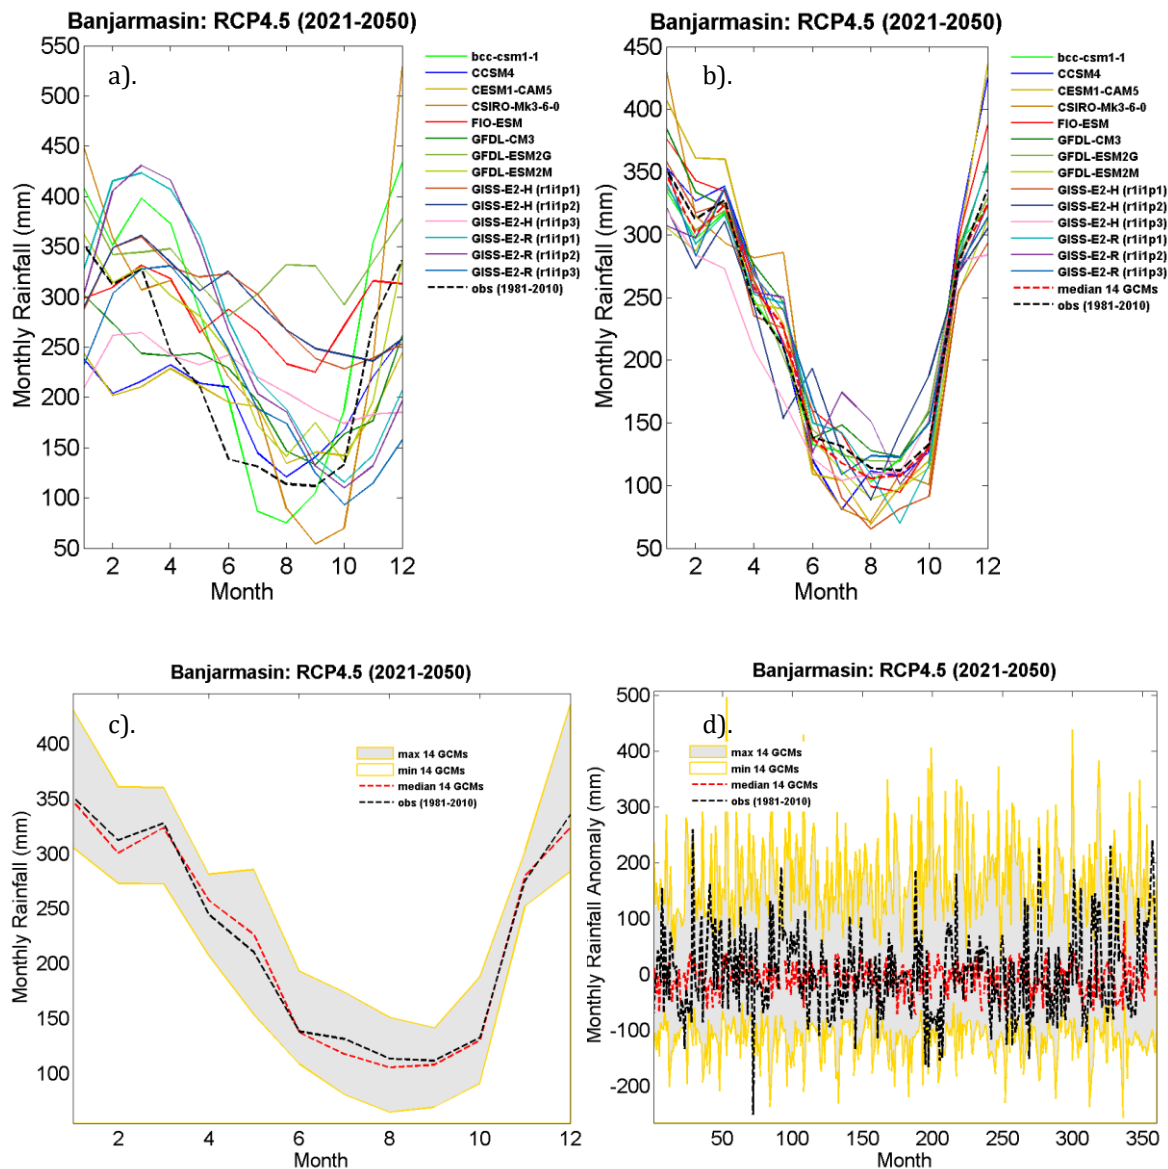 Banjarmasin: RCP4.5 (2021-2050)
a).
Monthly Rainfall (mm)
550
500
450
400
350
300
250
200
150
100
50
2 4 6 8 10 12
Month
bcc-csm1-1
CCSM4
CESM1-CAM5
CSIRO-Mk3-6-0
FIO-ESM
GFDL-CM3
GFDL-ESM2G
GFDL-ESM2M
GISS-E2-H (r1i1p1)
GISS-E2-H (r1i1p2)
GISS-E2-H (r1i1p3)
GISS-E2-R (r1i1p1)
GISS-E2-R (r1i1p2)
GISS-E2-R (r1i1p3)
obs (1981-2010)
Banjarmasin: RCP4.5 (2021-2050)
b).
Monthly Rainfall (mm)
450
400
350
300
250
200
150
100
50
2 4 6 8 10 12
Month
bcc-csm1-1
CCSM4
CESM1-CAM5
CSIRO-Mk3-6-0
FIO-ESM
GFDL-CM3
GFDL-ESM2G
GFDL-ESM2M
GISS-E2-H (r1i1p1)
GISS-E2-H (r1i1p2)
GISS-E2-H (r1i1p3)
GISS-E2-R (r1i1p1)
GISS-E2-R (r1i1p2)
GISS-E2-R (r1i1p3)
median 14 GCMs
obs (1981-2010)
Banjarmasin: RCP4.5 (2021-2050)
c).
Monthly Rainfall (mm)
400
350
300
250
200
150
100
2 4 6 8 10 12
Month
max 14 GCMs
min 14 GCMs
median 14 GCMs
obs (1981-2010)
Banjarmasin: RCP4.5 (2021-2050)
d).
Monthly Rainfall Anomaly (mm)
500
400
300
200
100
0
-100
-200
50 100 150 200 250 300 350
Month
max 14 GCMs
min 14 GCMs
median 14 GCMs
obs (1981-2010)